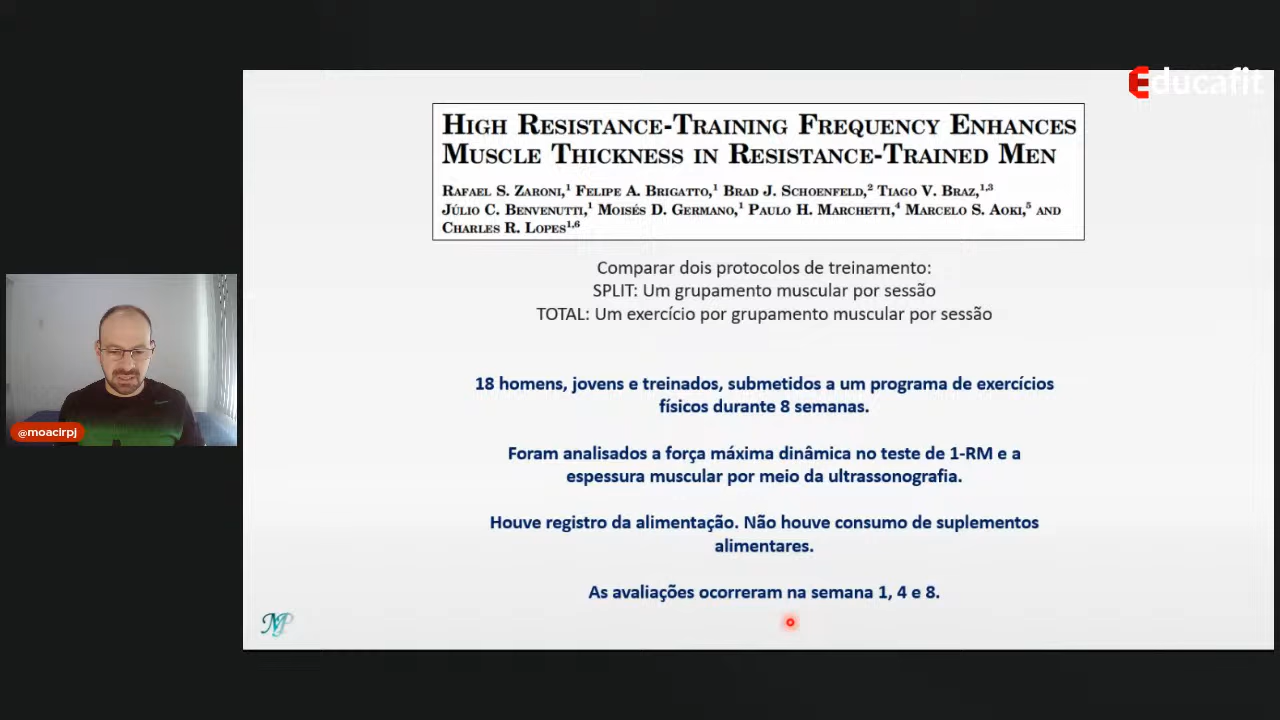 Educafit
HIGH RESISTANCE-TRAINING FREQUENCY ENHANCES
MUSCLE THICKNESS IN RESISTANCE-TRAINED MEN
RAFAEL S. ZARONI,1 FELIPE A. BRIGATTO,1 BRAD J. SCHOENFELD,2 TIAGO V. BRAZ,1,3
JÚLIO C. BENVENUTTI,1 MOISÉS D. GERMANO,1 PAULO H. MARCHETTI,4 MARCELO S. AOKI,5 AND
CHARLES R. LOPES1,6
Comparar dois protocolos de treinamento:
SPLIT: Um grupamento muscular por sessão
TOTAL: Um exercício por grupamento muscular por sessão
18 homens, jovens e treinados, submetidos a um programa de exercícios
físicos durante 8 semanas.
Foram analisados a força máxima dinâmica no teste de 1-RM e a
espessura muscular por meio da ultrassonografia.
Houve registro da alimentação. Não houve consumo de suplementos
alimentares.
As avaliações ocorreram na semana 1, 4 e 8.
@moacirpj
MP